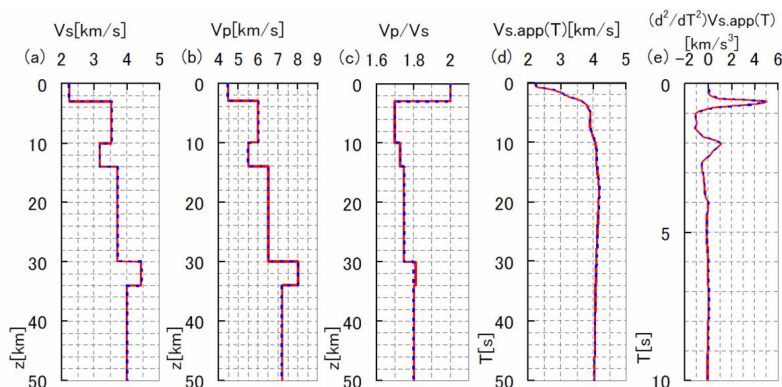 Vs[km/s] Vp[km/s] Vp/Vs Vs.app(T)[km/s] (d²/dT²)Vs.app(T)
(a) 2 3 4 5 (b) 4 5 6 7 8 9 (c) 1.6 1.8 2 (d) 2 3 4 5 (e) [km/s³]
-2 0 2 4 6
0 0 0 0 0
10 10 10 10
20 20 20 20
5
30 30 30 30
40 40 40 40
z[km] z[km] z[km] T[s] T[s]
50 50 50 50 10